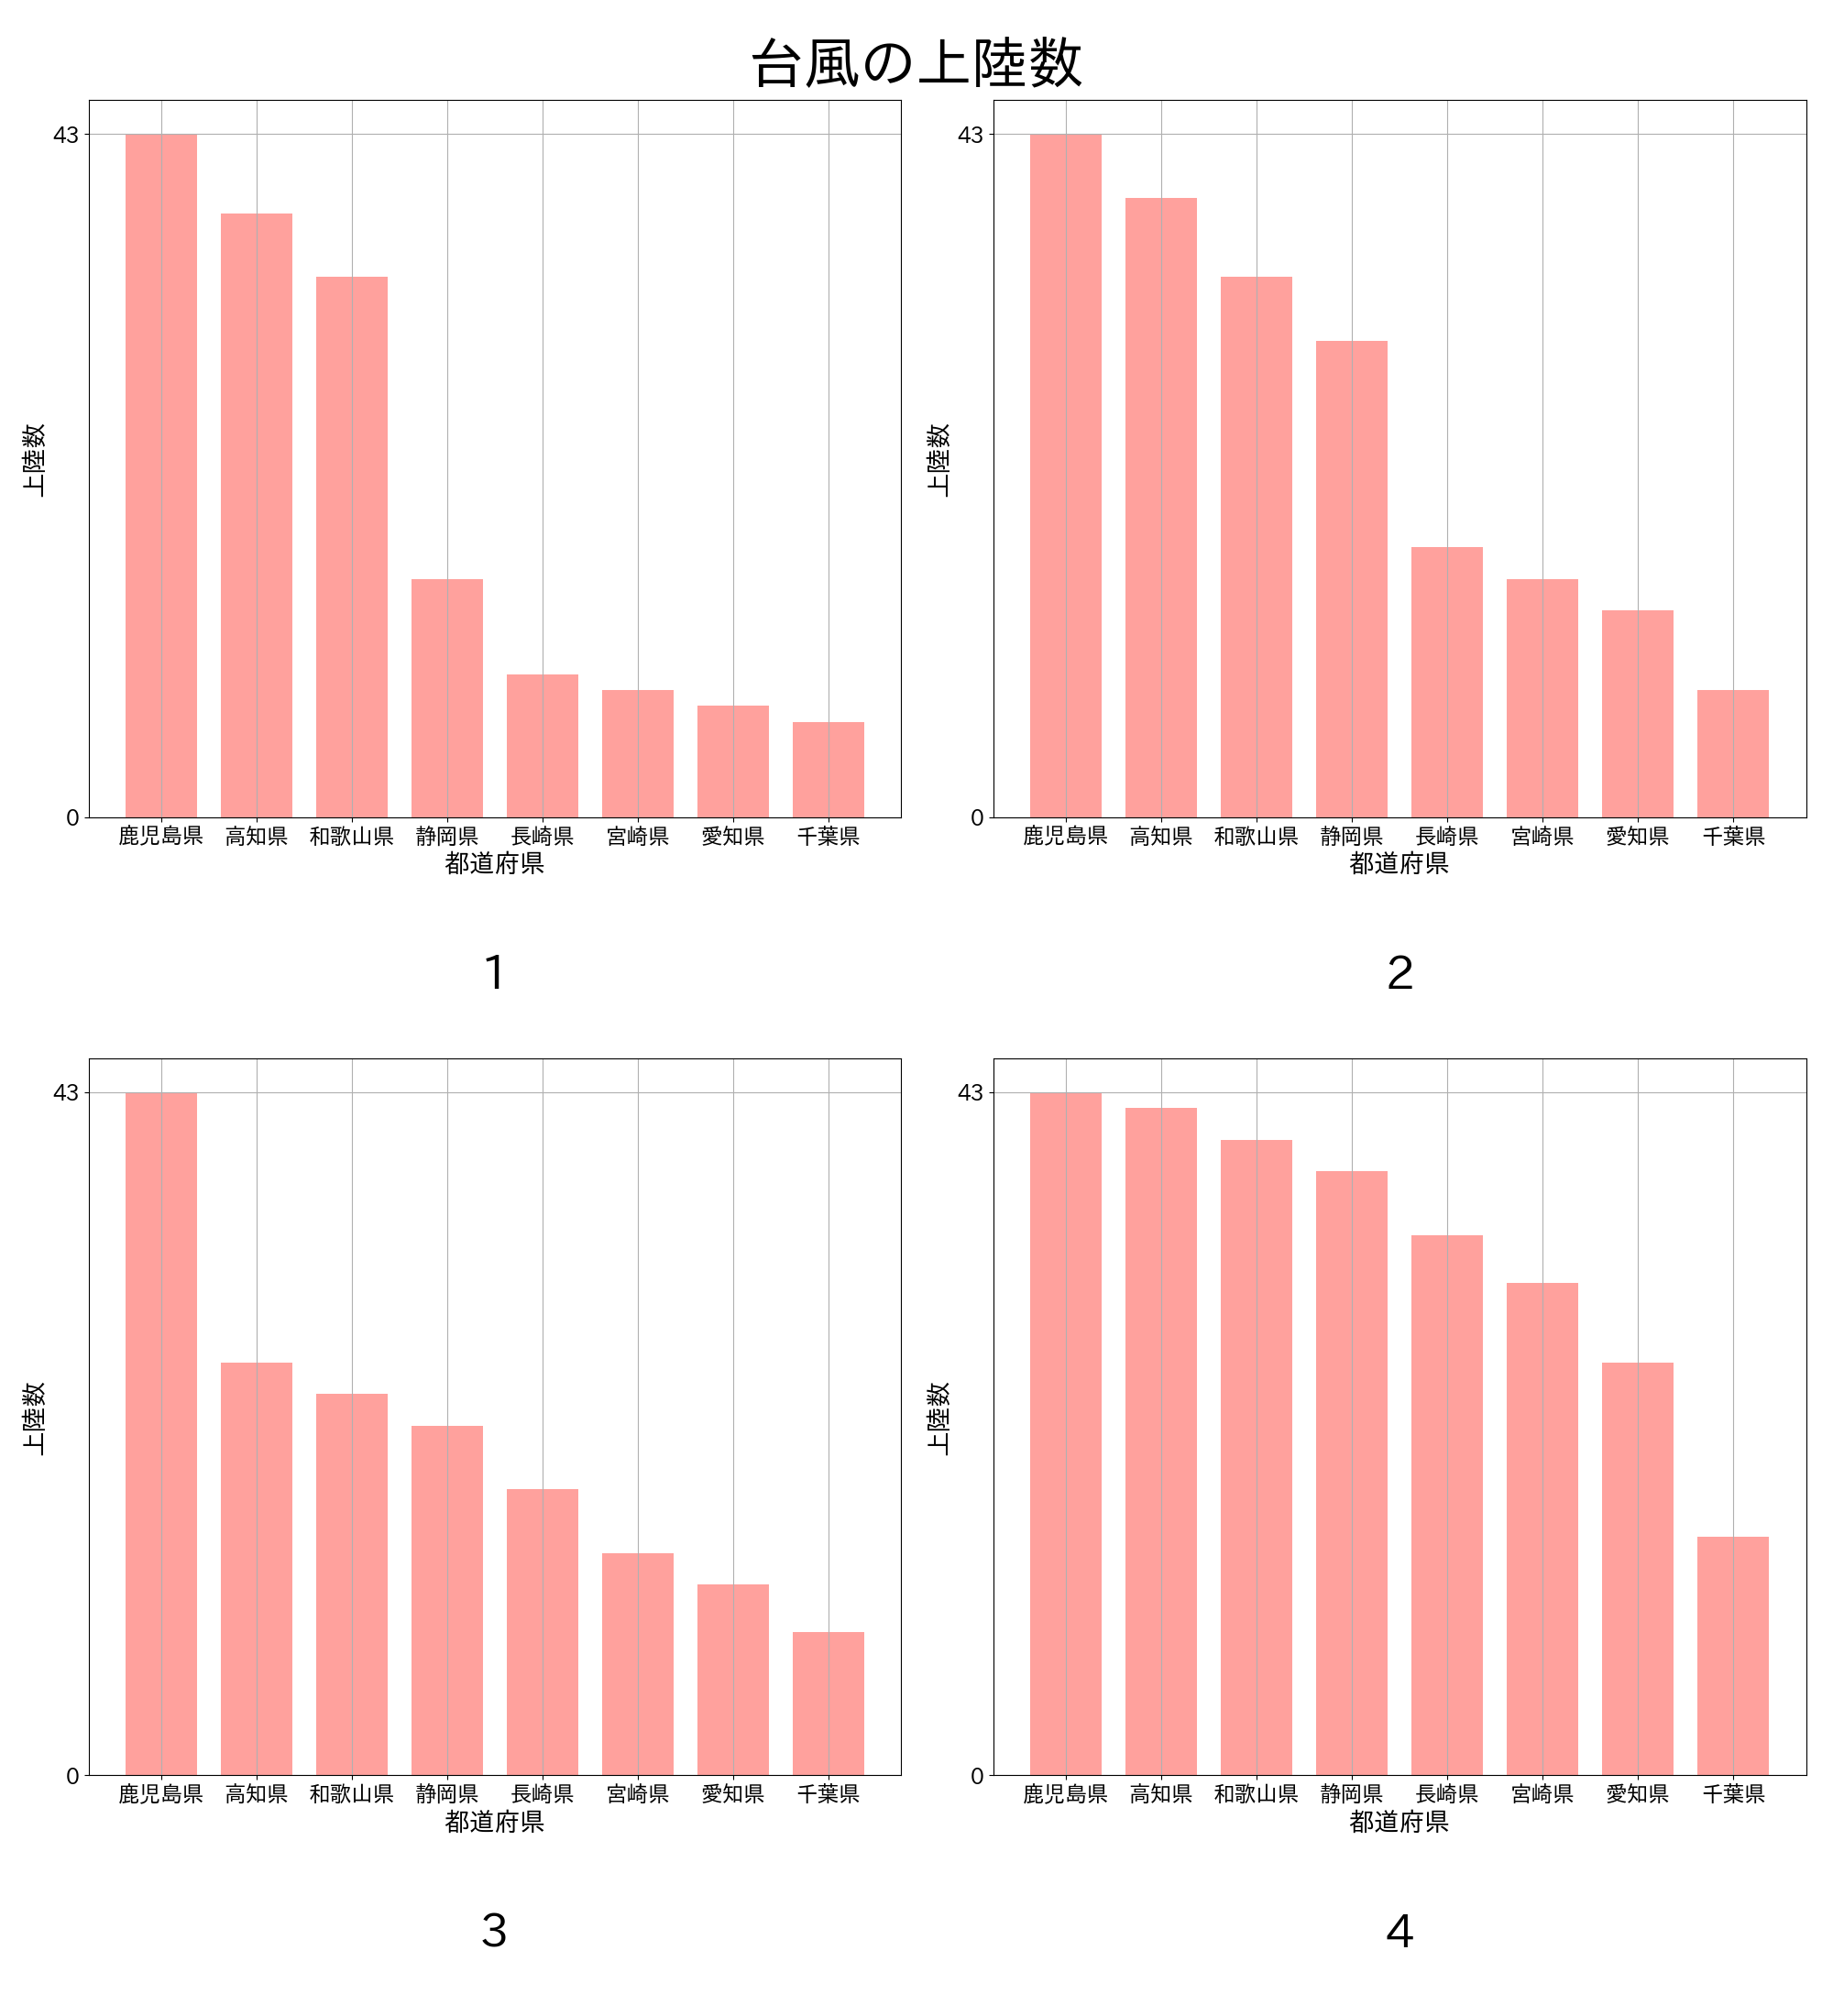 台風の上陸数
43
0
上陸数
鹿児島県 高知県 和歌山県 静岡県 長崎県 宮崎県 愛知県 千葉県
都道府県
1
43
0
上陸数
鹿児島県 高知県 和歌山県 静岡県 長崎県 宮崎県 愛知県 千葉県
都道府県
2
43
0
上陸数
鹿児島県 高知県 和歌山県 静岡県 長崎県 宮崎県 愛知県 千葉県
都道府県
3
43
0
上陸数
鹿児島県 高知県 和歌山県 静岡県 長崎県 宮崎県 愛知県 千葉県
都道府県
4